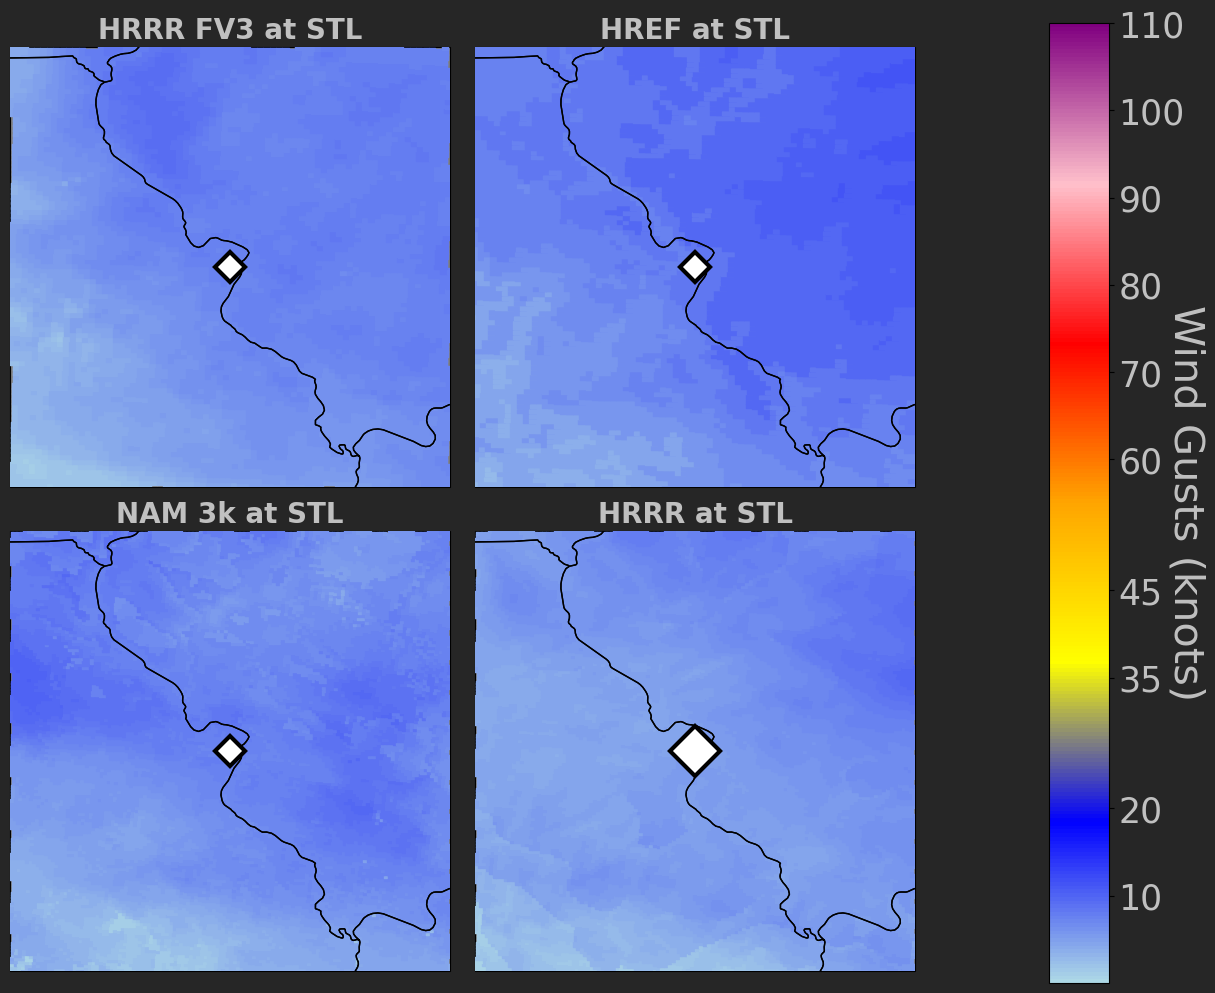 HRRR FV3 at STL
HREF at STL
NAM 3k at STL
HRRR at STL
110
100
90
80
70
60
45
35
20
10
Wind Gusts (knots)